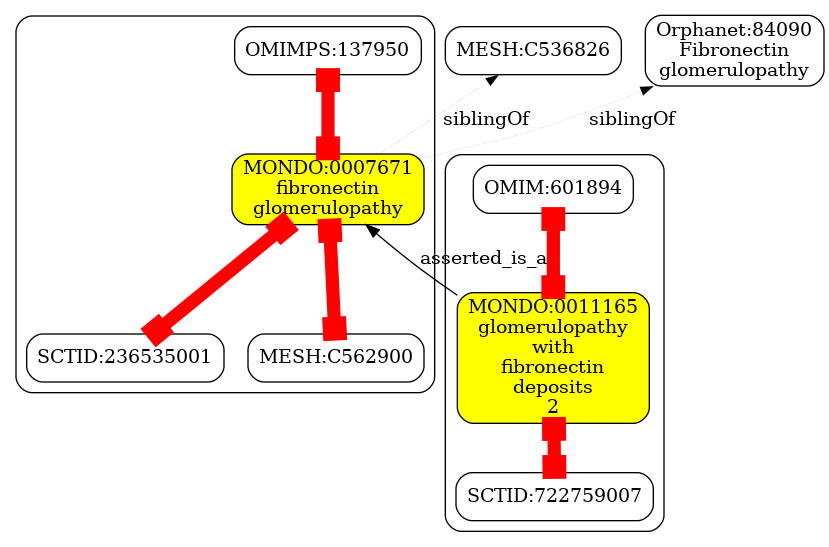 OMIMPS:137950
MESH:C536826
Orphanet:84090
Fibronectin
glomerulopathy
siblingOf
siblingOf
MONDO:0007671
fibronectin
glomerulopathy
OMIM:601894
asserted_is_a
SCTID:236535001
MESH:C562900
MONDO:0011165
glomerulopathy
with
fibronectin
deposits
2
SCTID:722759007